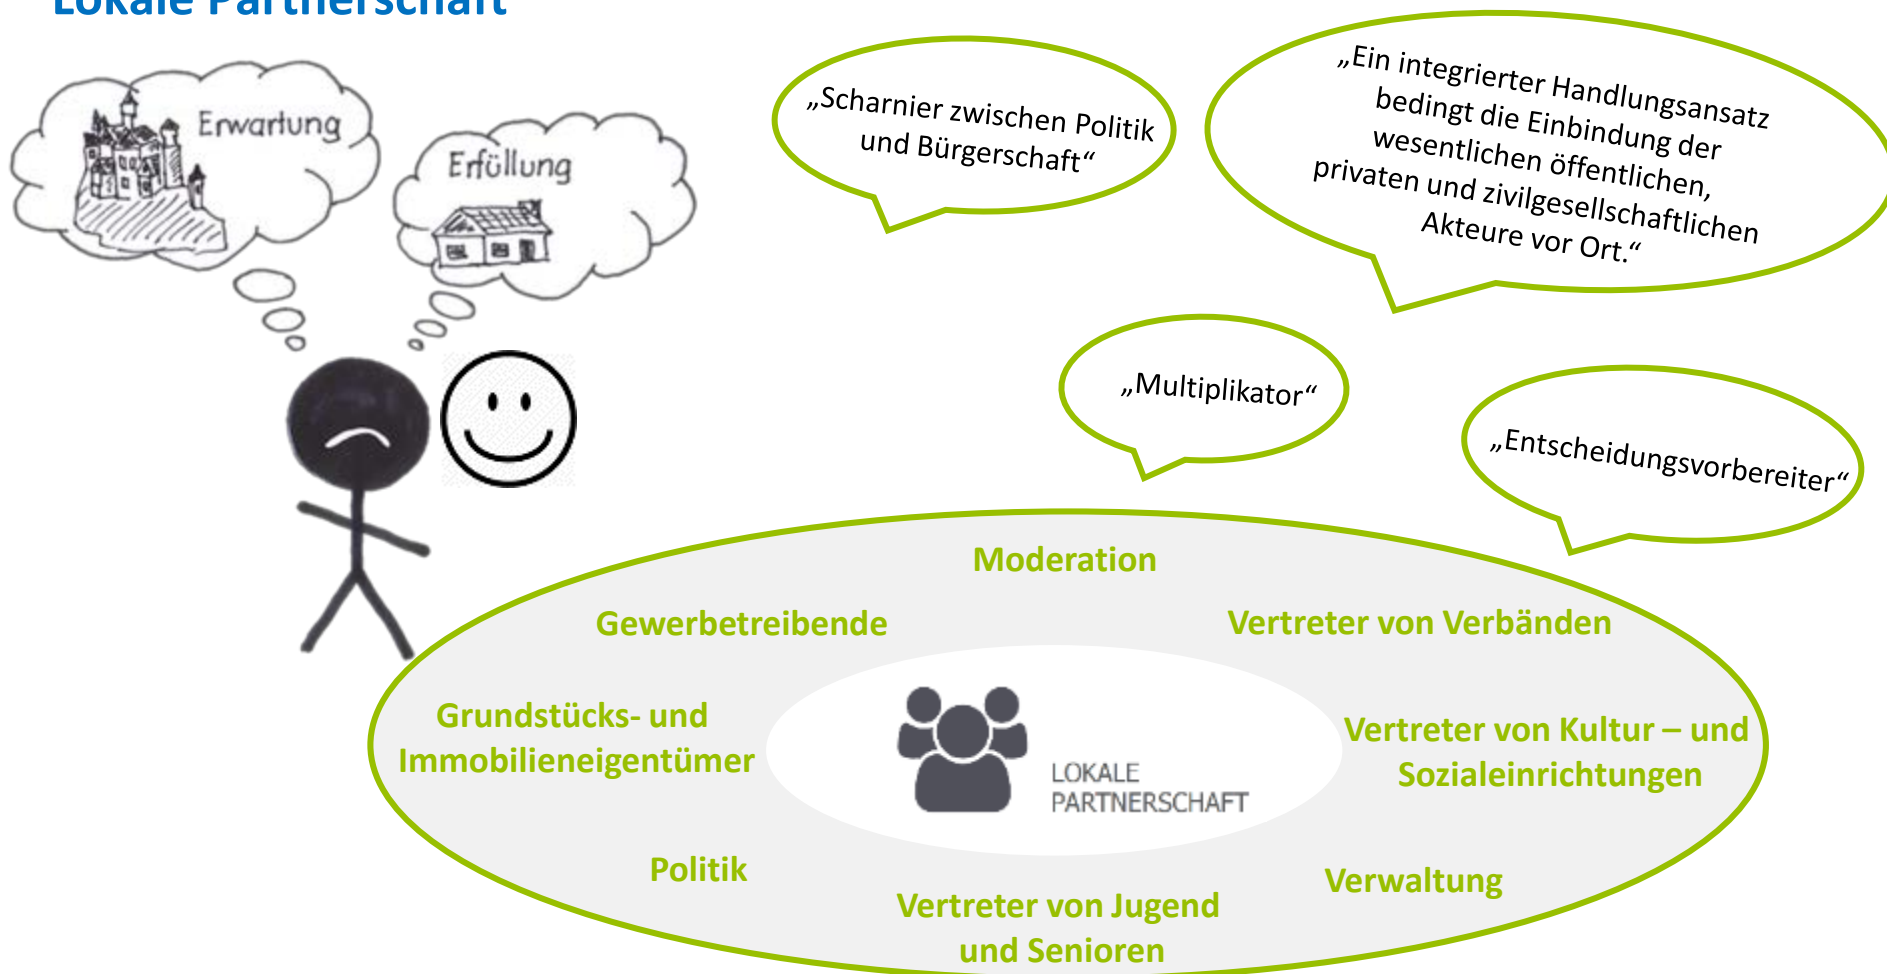 Lokale Partnerschaft
Erwartung
Erfüllung
„Scharnier zwischen Politik
und Bürgerschaft“
„Ein integrierter Handlungsansatz
bedingt die Einbindung der
wesentlichen öffentlichen,
privaten und zivilgesellschaftlichen
Akteure vor Ort.“
„Multiplikator“
„Entscheidungsvorbereiter“
Moderation
Gewerbetreibende
Vertreter von Verbänden
Grundstücks- und
Immobilieneigentümer
Vertreter von Kultur – und
Sozialeinrichtungen
LOKALE
PARTNERSCHAFT
Politik
Verwaltung
Vertreter von Jugend
und Senioren